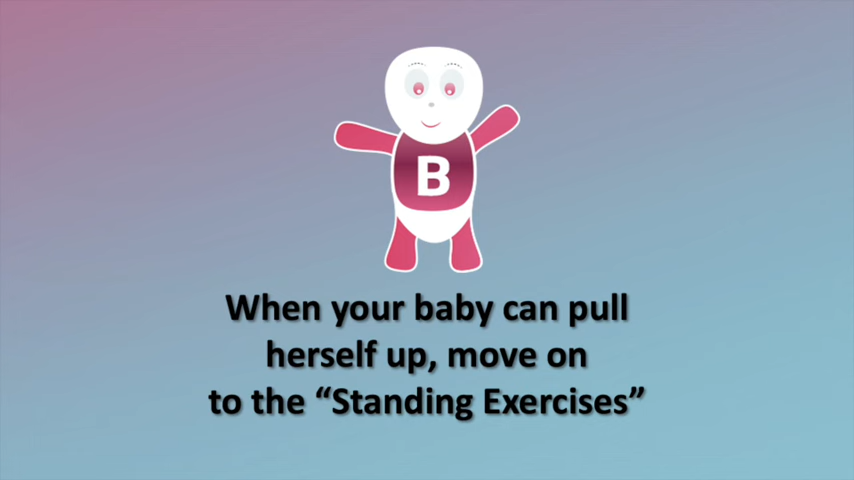 B
When your baby can pull
herself up, move on
to the “Standing Exercises”